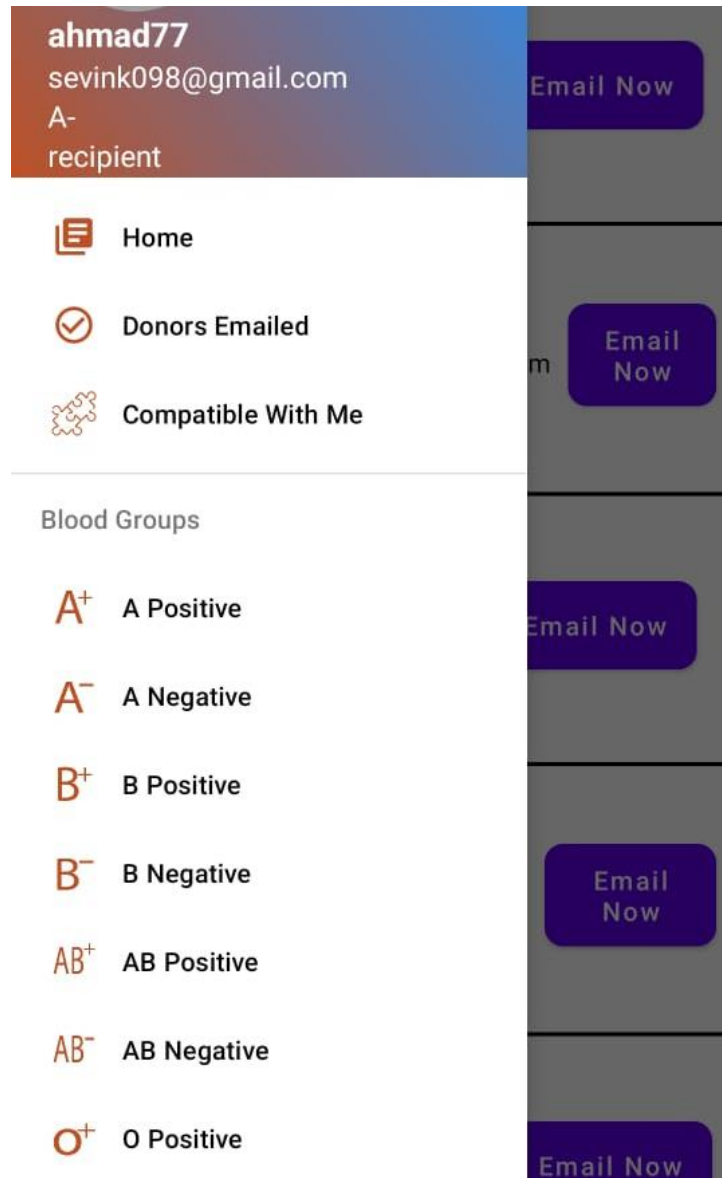 ahmad77
sevink098@gmail.com
A-
recipient
Email Now
Home
Donors Emailed
Compatible With Me
m
Email
Now
Blood Groups
A+
A Positive
Email Now
A-
A Negative
B+
B Positive
B-
B Negative
Email
Now
AB+
AB Positive
AB-
AB Negative
O+
O Positive
Email Now